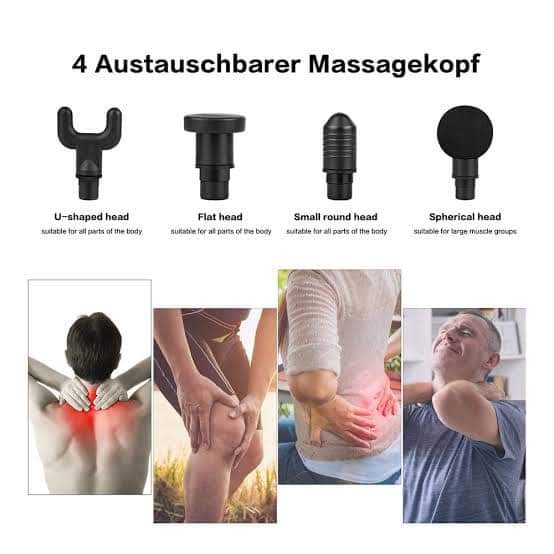 4 Austauschbarer Massagekopf
U-shaped head
suitable for all parts of the body
Flat head
suitable for all parts of the body
Small round head
suitable for all parts of the body
Spherical head
suitable for large muscle groups